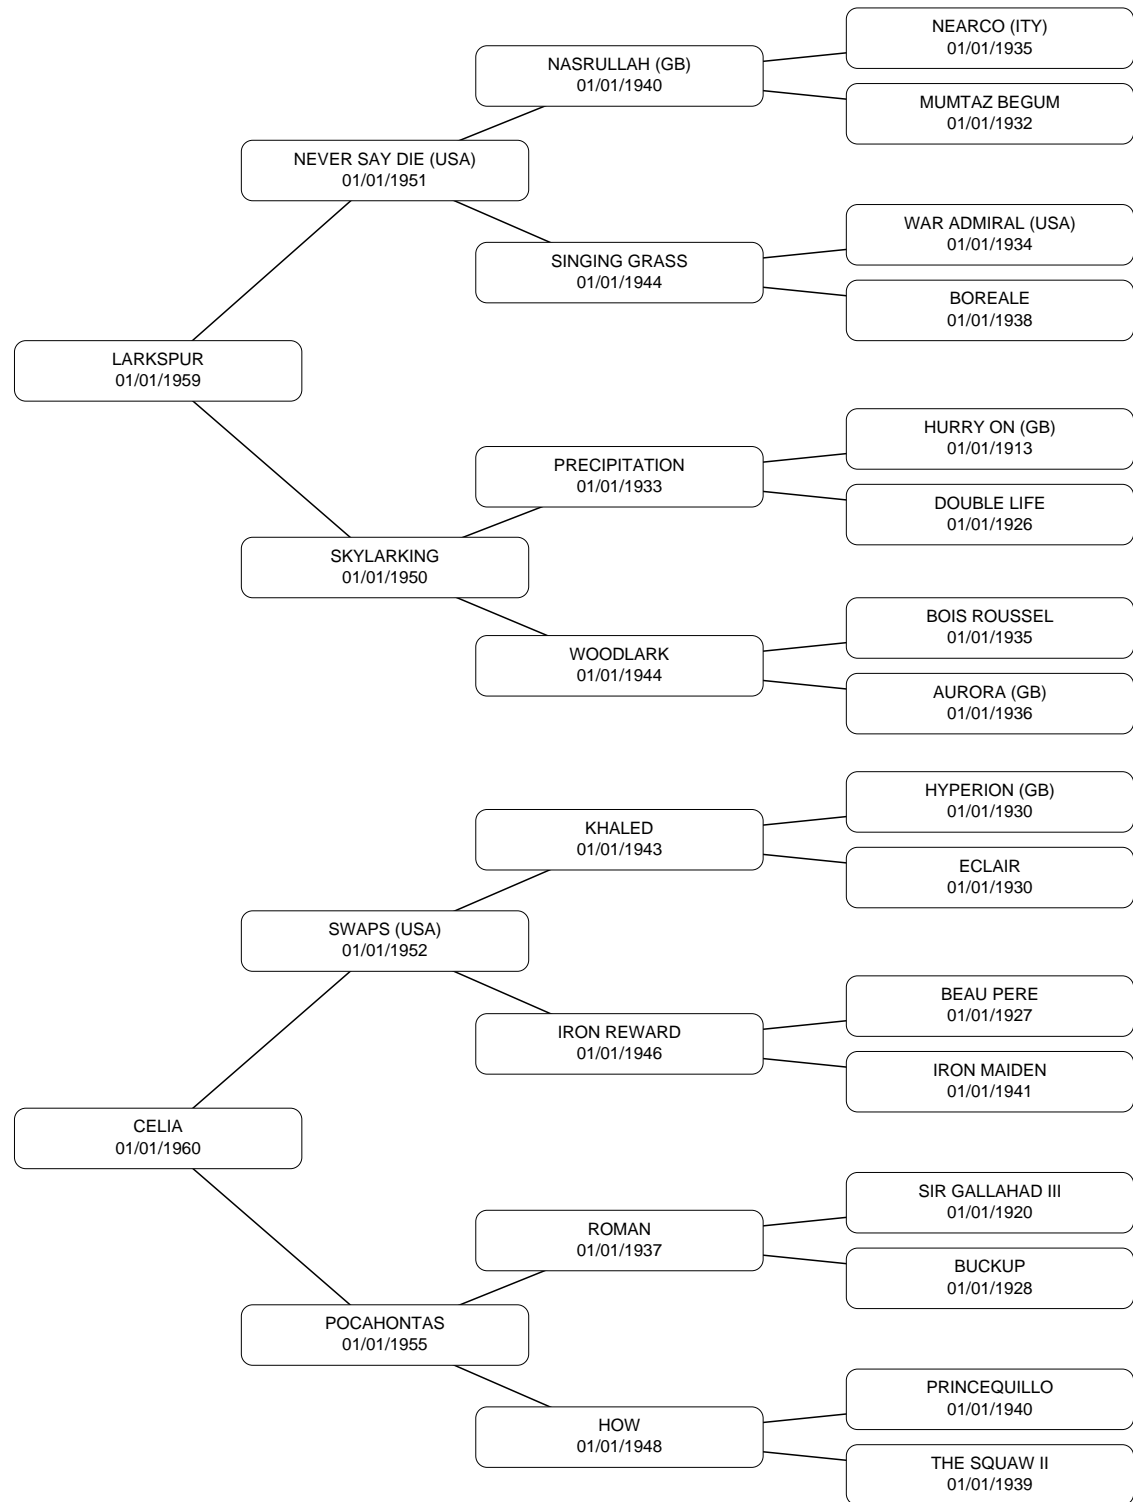 NEARCO (ITY)
01/01/1935
NASRULLAH (GB)
01/01/1940
MUMTAZ BEGUM
01/01/1932
NEVER SAY DIE (USA)
01/01/1951
WAR ADMIRAL (USA)
01/01/1934
SINGING GRASS
01/01/1944
BOREALE
01/01/1938
LARKSPUR
01/01/1959
HURRY ON (GB)
01/01/1913
PRECIPITATION
01/01/1933
DOUBLE LIFE
01/01/1926
SKYLARKING
01/01/1950
BOIS ROUSSEL
01/01/1935
WOODLARK
01/01/1944
AURORA (GB)
01/01/1936
HYPERION (GB)
01/01/1930
KHALED
01/01/1943
ECLAIR
01/01/1930
SWAPS (USA)
01/01/1952
BEAU PERE
01/01/1927
IRON REWARD
01/01/1946
IRON MAIDEN
01/01/1941
CELIA
01/01/1960
SIR GALLAHAD III
01/01/1920
ROMAN
01/01/1937
BUCKUP
01/01/1928
POCAHONTAS
01/01/1955
PRINCEQUILLO
01/01/1940
HOW
01/01/1948
THE SQUAW II
01/01/1939